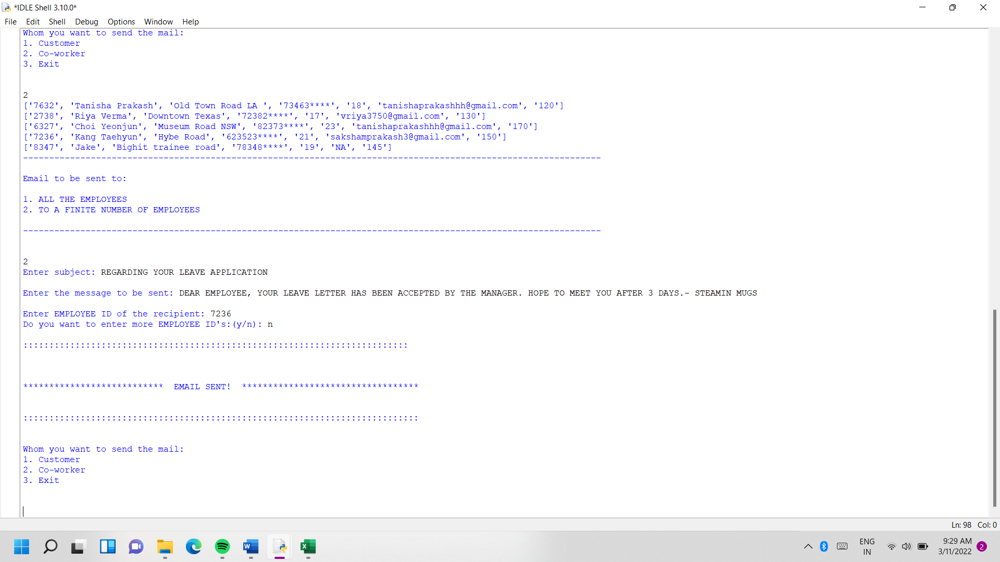 *IDLE Shell 3.10.0*
File Edit Shell Debug Options Window Help
Whom you want to send the mail:
1. Customer
2. Co-worker
3. Exit
2
['7632', 'Tanisha Prakash', 'Old Town Road LA ', '73463****', '18', 'tanishaprakashhh@gmail.com', '120']
['2738', 'Riya Verma', 'Downtown Texas', '72382****', '17', 'vriya3750@gmail.com', '130']
['6327', 'Choi Yeonjun', 'Museum Road NSW', '82373****', '23', 'tanishaprakashhh@gmail.com', '170']
['7236', 'Kang Taehyun', 'Hybe Road', '623523****', '21', 'sakshamprakash3@gmail.com', '150']
['8347', 'Jake', 'Bighit trainee road', '78348****', '19', 'NA', '145']
---------------------------------------------------------------------------------------------------------------
Email to be sent to:
1. ALL THE EMPLOYEES
2. TO A FINITE NUMBER OF EMPLOYEES
---------------------------------------------------------------------------------------------------------------
2
Enter subject: REGARDING YOUR LEAVE APPLICATION
Enter the message to be sent: DEAR EMPLOYEE, YOUR LEAVE LETTER HAS BEEN ACCEPTED BY THE MANAGER. HOPE TO MEET YOU AFTER 3 DAYS.- STEAMIN MUGS
Enter EMPLOYEE ID of the recipient: 7236
Do you want to enter more EMPLOYEE ID's:(y/n): n
::::::::::::::::::::::::::::::::::::::::::::::::::::::::::::::::::::::::::
***************************  EMAIL SENT!  **********************************
::::::::::::::::::::::::::::::::::::::::::::::::::::::::::::::::::::::::::::
Whom you want to send the mail:
1. Customer
2. Co-worker
3. Exit
Ln: 98 Col: 0
ENG
IN
9:29 AM
3/11/2022
2